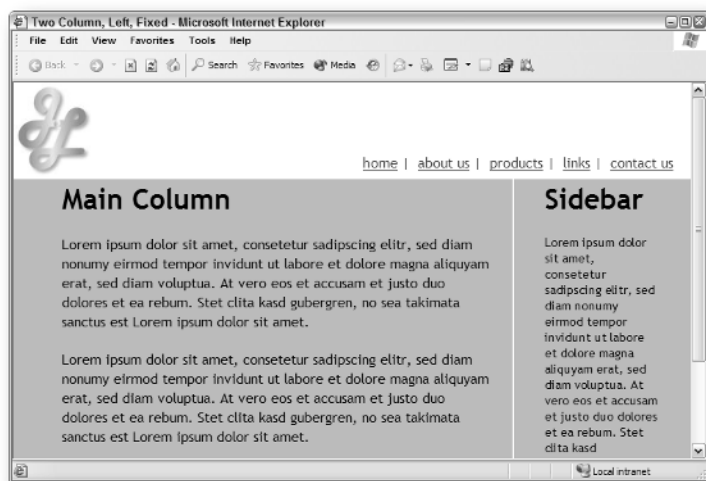 Two Column, Left, Fixed - Microsoft Internet Explorer
File Edit View Favorites Tools Help
Back Search Favorites Media
home | about us | products | links | contact us
Main Column
Lorem ipsum dolor sit amet, consetetur sadipscing elitr, sed diam
nonumy eirmod tempor invidunt ut labore et dolore magna aliquyam
erat, sed diam voluptua. At vero eos et accusam et justo duo
dolores et ea rebum. Stet clita kasd gubergren, no sea takimata
sanctus est Lorem ipsum dolor sit amet.
Lorem ipsum dolor sit amet, consetetur sadipscing elitr, sed diam
nonumy eirmod tempor invidunt ut labore et dolore magna aliquyam
erat, sed diam voluptua. At vero eos et accusam et justo duo
dolores et ea rebum. Stet clita kasd gubergren, no sea takimata
sanctus est Lorem ipsum dolor sit amet.
Sidebar
Lorem ipsum dolor
sit amet,
consetetur
sadipscing elitr, sed
diam nonumy
eirmod tempor
invidunt ut labore
et dolore magna
aliquyam erat, sed
diam voluptua. At
vero eos et accusam
et justo duo dolores
et ea rebum. Stet
clita kasd
Local intranet